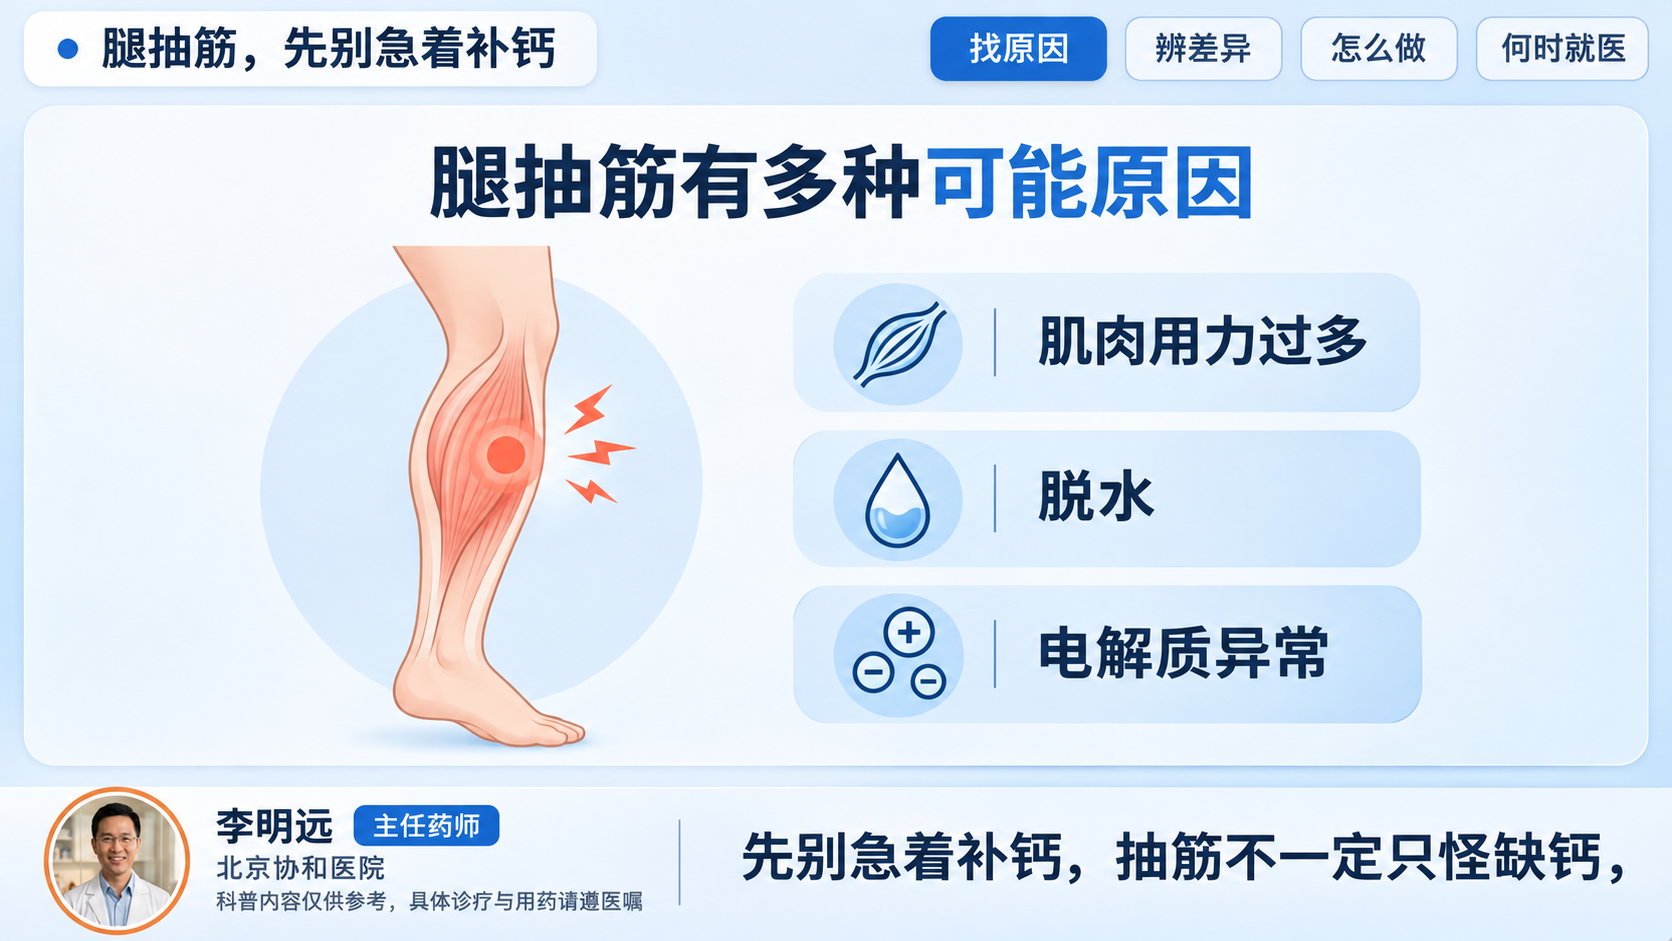 腿抽筋，先别急着补钙
找原因
辨差异
怎么做
何时就医
腿抽筋有多种可能原因
肌肉用力过多
脱水
电解质异常
李明远 主任药师
北京协和医院
科普内容仅供参考，具体诊疗与用药请遵医嘱
先别急着补钙，抽筋不一定只怪缺钙，